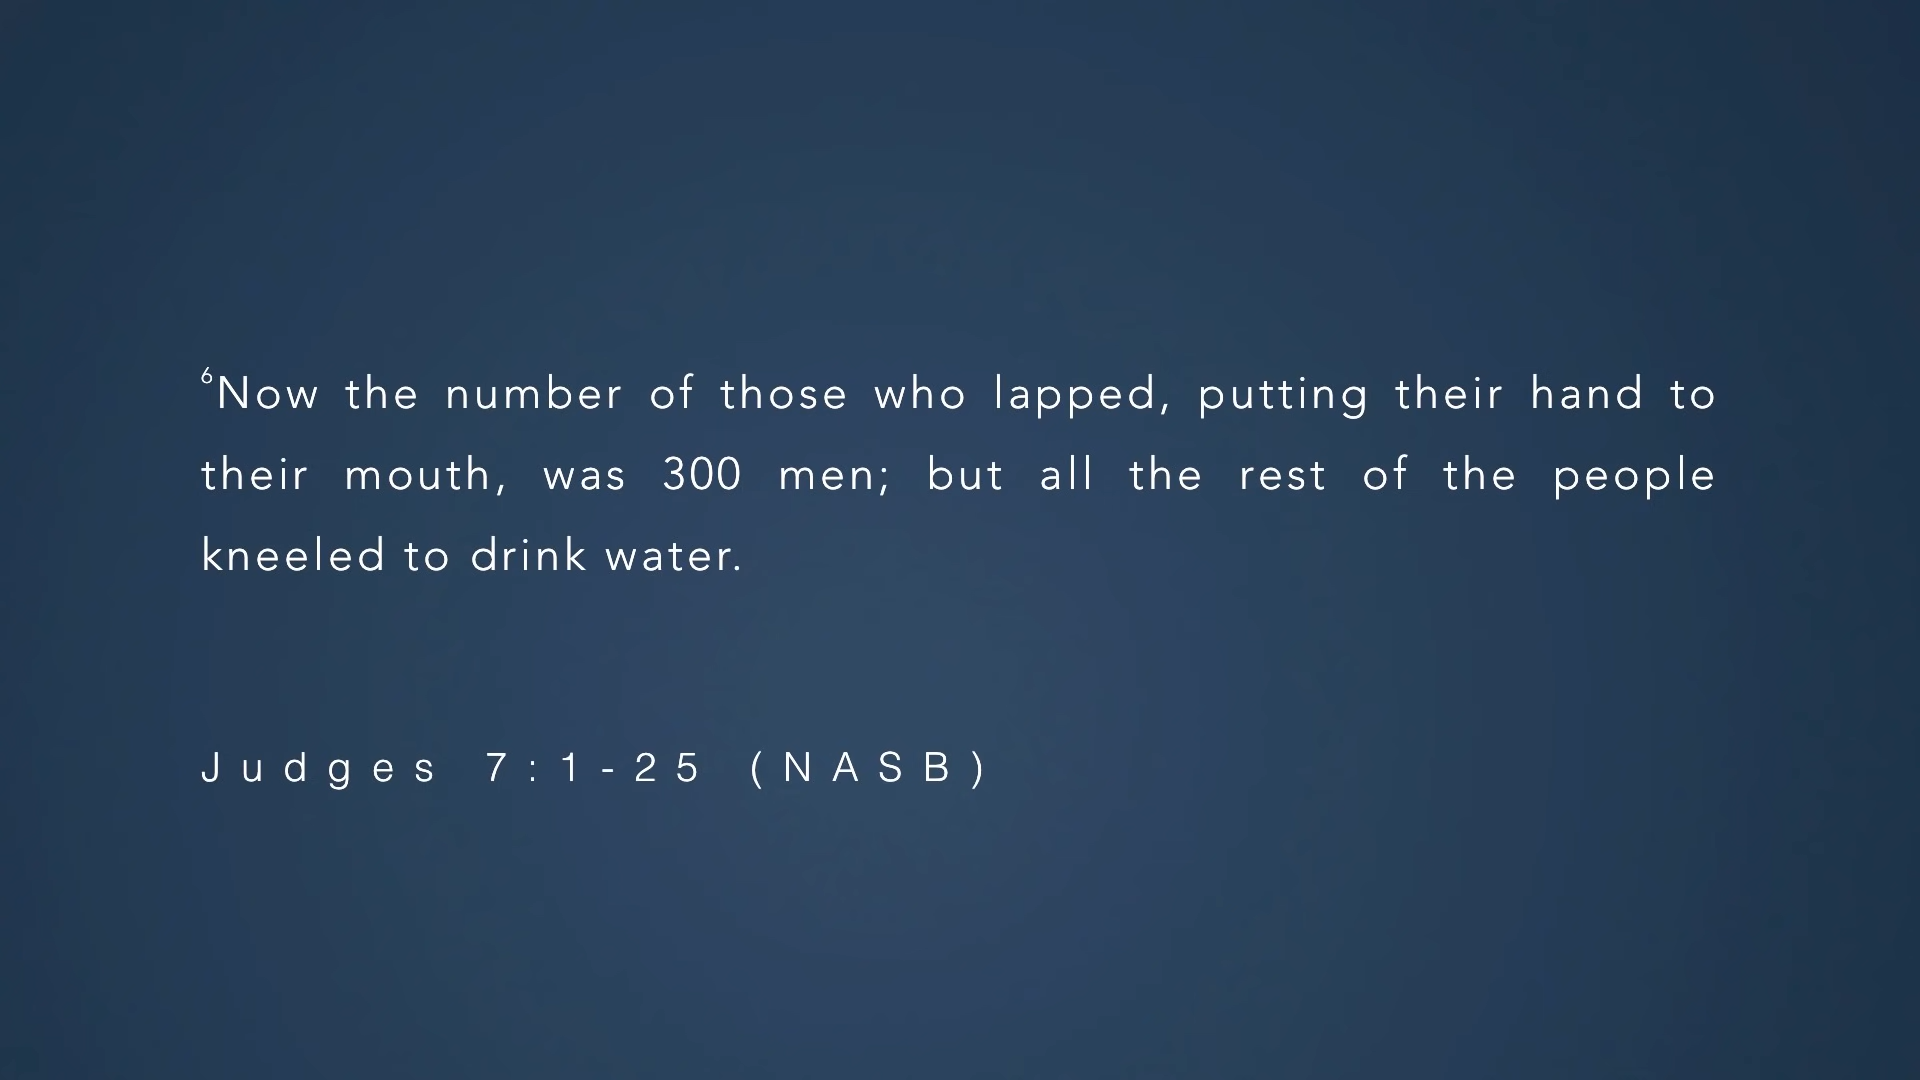 ⁶Now the number of those who lapped, putting their hand to
their mouth, was 300 men; but all the rest of the people
kneeled to drink water.
Judges 7:1-25 (NASB)